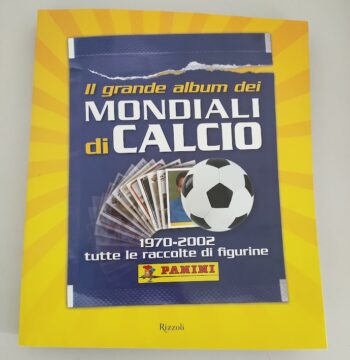 Il grande album dei
MONDIALI
di CALCIO
1970-2002
tutte le raccolte di figurine
PANINI
Rizzoli